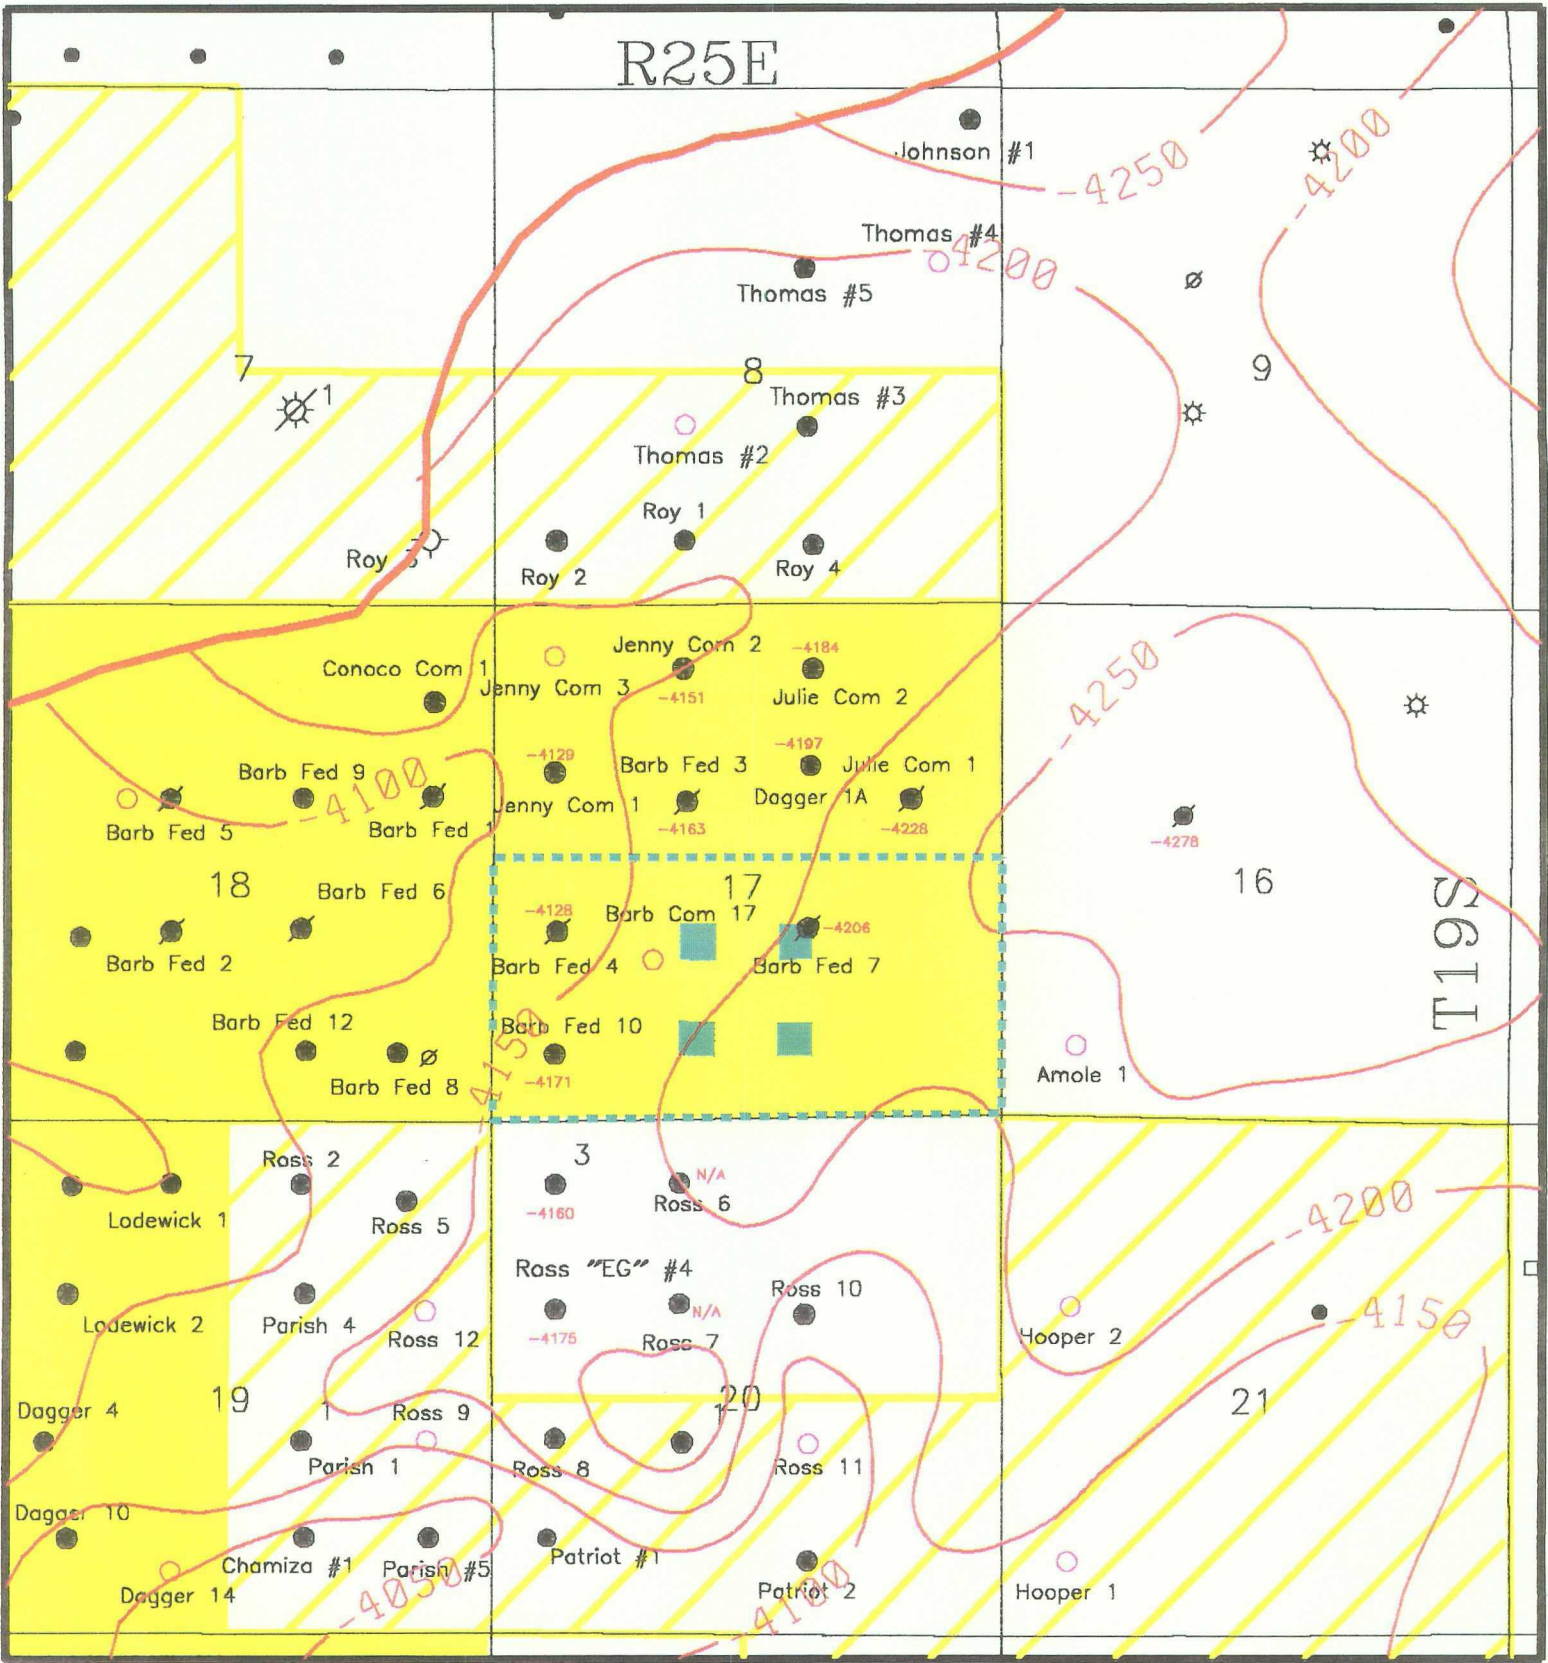 R25E
Johnson #1
-4250
-4200
Thomas #4
-4200
Thomas #5
7
8
9
1
Thomas #3
Thomas #2
Roy 1
Roy
Roy 2
Roy 4
Jenny Com 2
-4184
Conoco Com 1
Jenny Com 3
-4151
Julie Com 2
-4250
-4197
-4129
Barb Fed 9
-4100
Barb Fed 3
Julie Com 1
Jenny Com 1
Dagger 1A
Barb Fed 5
Barb Fed 1
-4163
-4228
-4278
18
Barb Fed 6
17
16
T19S
-4128
Barb Com 17
-4206
Barb Fed 2
Barb Fed 4
Barb Fed 7
Barb Fed 12
Barb Fed 10
-4150
Barb Fed 8
-4171
Amole 1
Ross 2
3
N/A
Lodewick 1
Ross 5
-4160
Ross 6
-4200
Ross "EG" #4
Ross 10
Lodewick 2
Parish 4
Ross 12
-4175
N/A
Ross 7
Hooper 2
-4150
19
20
21
Dagger 4
1
Ross 9
1
Parish 1
Ross 8
Ross 11
Dagger 10
Chamiza #1
Parish #5
Patriot #1
Dagger 14
-4050
Patriot 2
-4100
Hooper 1